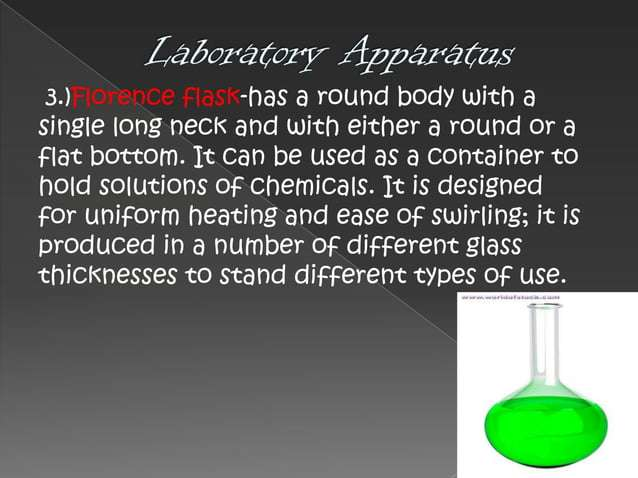 Laboratory Apparatus
3.)Florence flask-has a round body with a
single long neck and with either a round or a
flat bottom. It can be used as a container to
hold solutions of chemicals. It is designed
for uniform heating and ease of swirling; it is
produced in a number of different glass
thicknesses to stand different types of use.